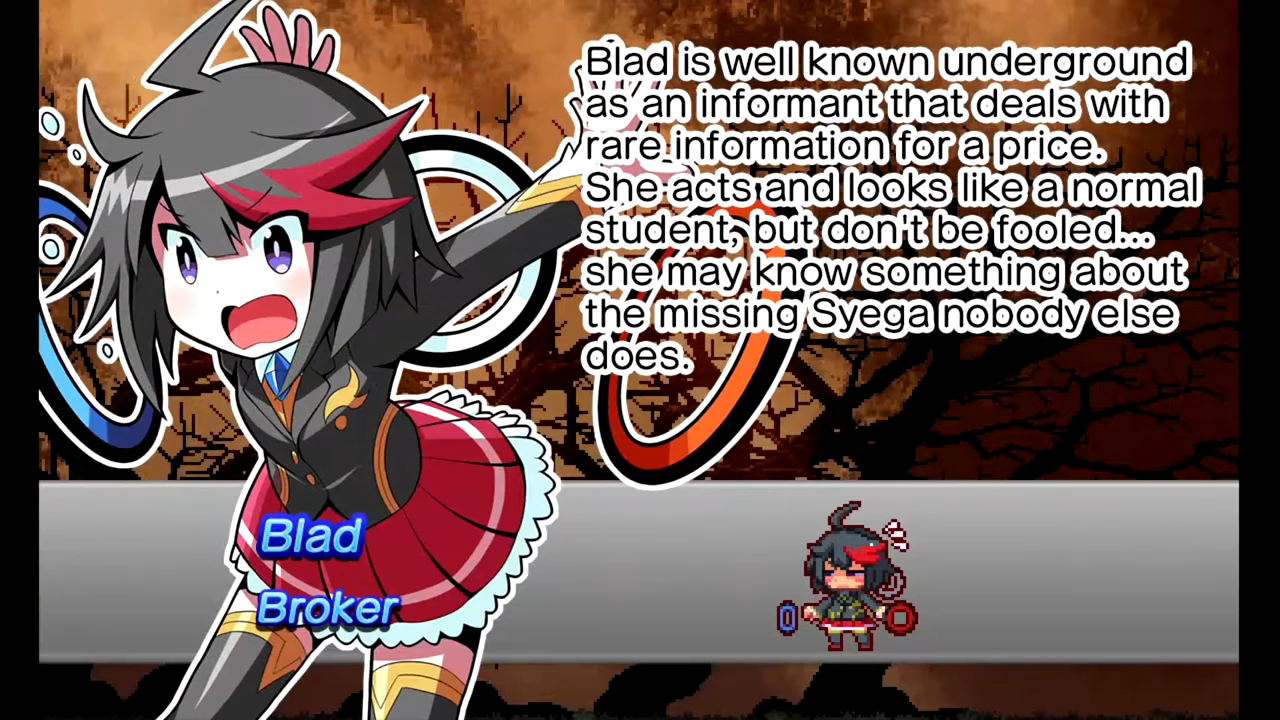 Blad is well known underground
as an informant that deals with
rare information for a price.
She acts and looks like a normal
student, but don't be fooled...
she may know something about
the missing Syega nobody else
does.
Blad
Broker